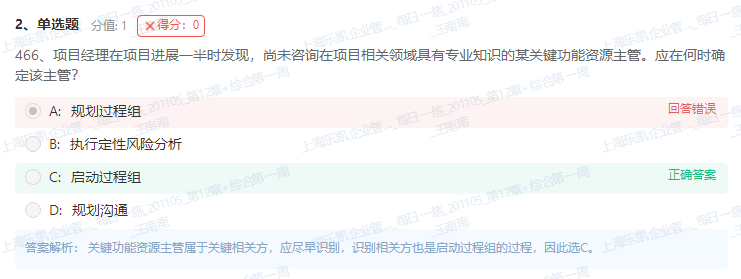 2、单选题 分值: 1 ✕得分：0
466、项目经理在项目进展一半时发现，尚未咨询在项目相关领域具有专业知识的某关键功能资源主管。应在何时确
定该主管?
A: 规划过程组 回答错误
B: 执行定性风险分析
C: 启动过程组 正确答案
D: 规划沟通
答案解析: 关键功能资源主管属于关键相关方，应尽早识别，识别相关方也是启动过程组的过程，因此选C。